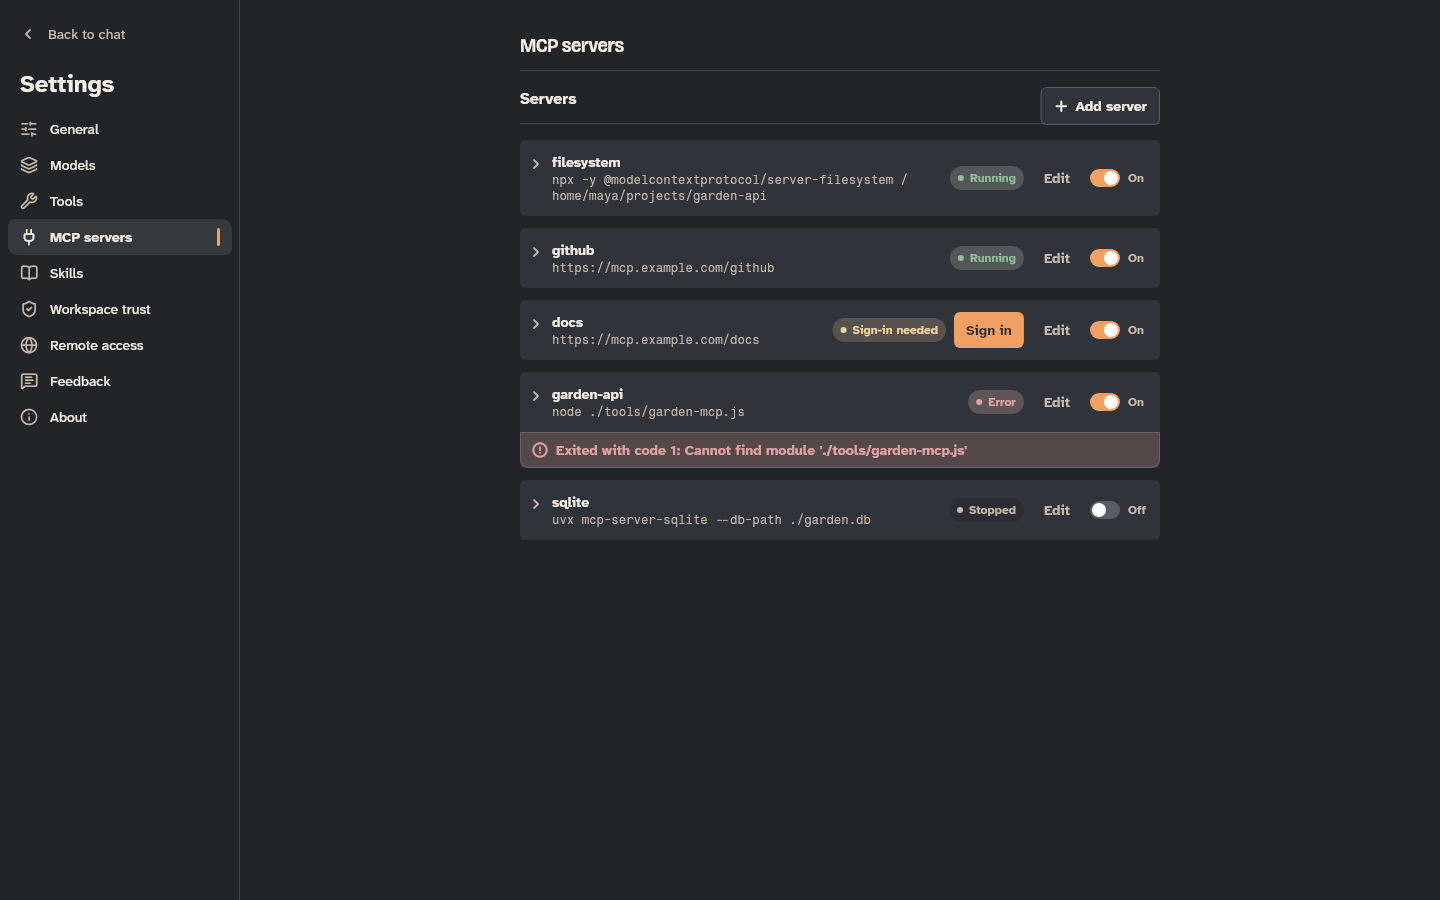 Back to chat
Settings
General
Models
Tools
MCP servers
Skills
Workspace trust
Remote access
Feedback
About
MCP servers
Servers
Add server
filesystem
npx -y @modelcontextprotocol/server-filesystem /
home/maya/projects/garden-api
Running
Edit
On
github
https://mcp.example.com/github
Running
Edit
On
docs
https://mcp.example.com/docs
Sign-in needed
Sign in
Edit
On
garden-api
node ./tools/garden-mcp.js
Error
Edit
On
Exited with code 1: Cannot find module './tools/garden-mcp.js'
sqlite
uvx mcp-server-sqlite --db-path ./garden.db
Stopped
Edit
Off